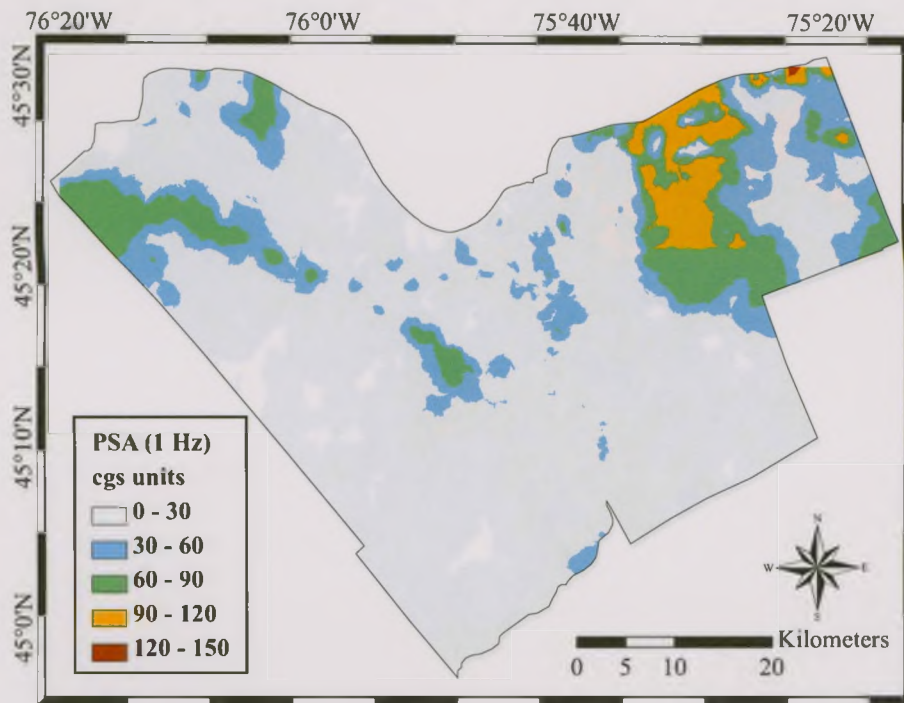 76°20'W 76°0'W 75°40'W 75°20'W
45°30'N
45°20'N
45°10'N
45°0'N
PSA (1 Hz)
cgs units
0 - 30
30 - 60
60 - 90
90 - 120
120 - 150
N
W E
S
Kilometers
0 5 10 20